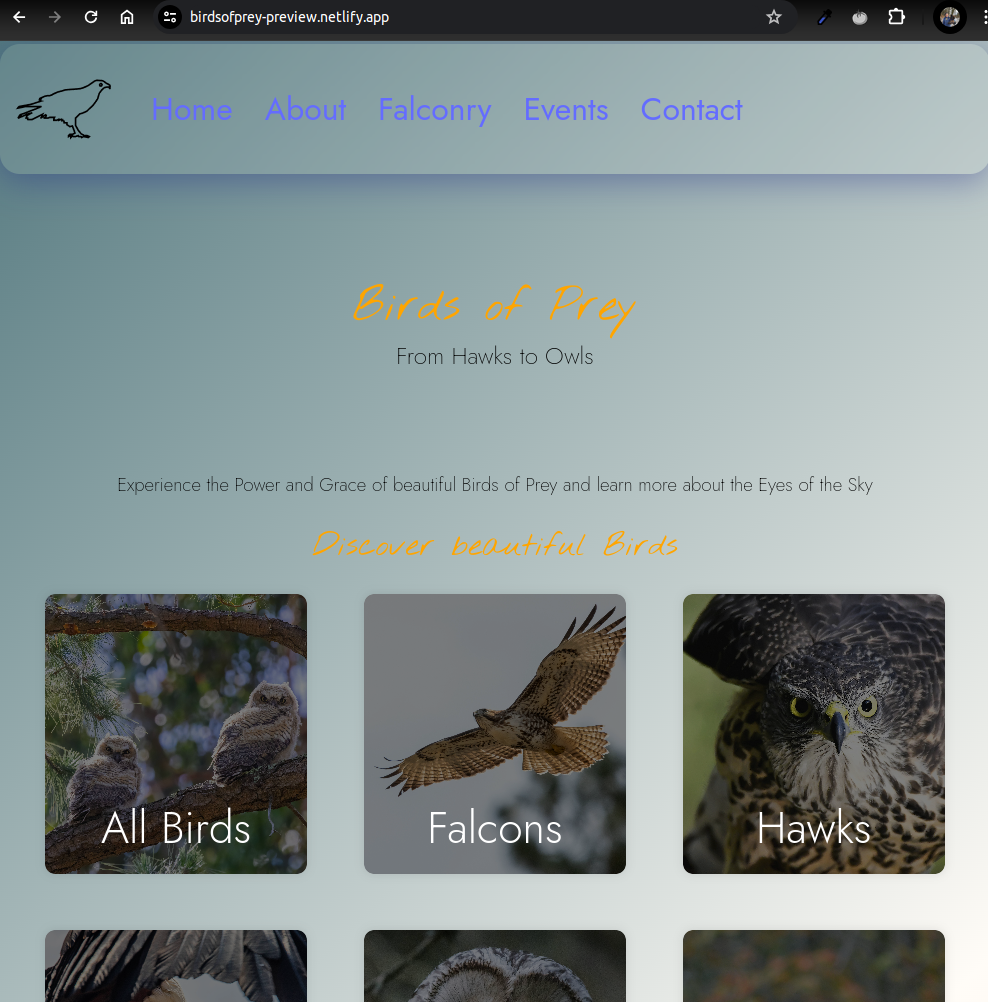 birdsofprey-preview.netlify.app
Home About Falconry Events Contact
Birds of Prey
From Hawks to Owls
Experience the Power and Grace of beautiful Birds of Prey and learn more about the Eyes of the Sky
Discover beautiful Birds
All Birds Falcons Hawks